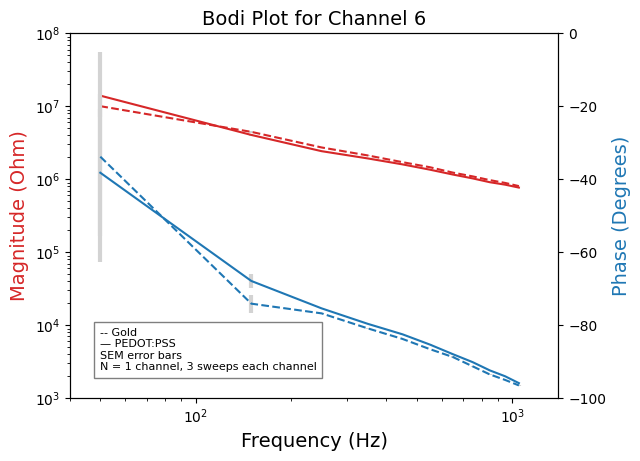 Bodi Plot for Channel 6
Magnitude (Ohm)
10^8
10^7
10^6
10^5
10^4
10^3
0
−20
−40
−60
−80
−100
Phase (Degrees)
-- Gold
— PEDOT:PSS
SEM error bars
N = 1 channel, 3 sweeps each channel
10^2
10^3
Frequency (Hz)